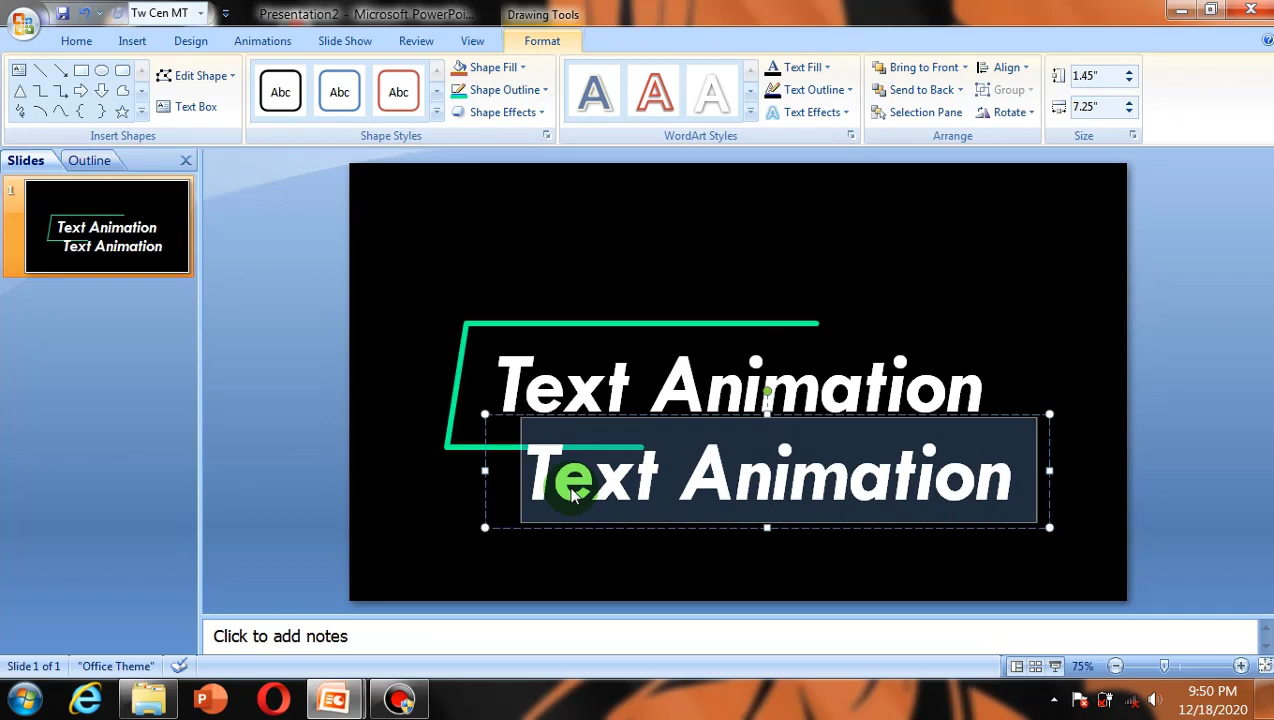 Tw Cen MT
Presentation2 - Microsoft PowerPoi...
Drawing Tools
Home
Insert
Design
Animations
Slide Show
Review
View
Format
Edit Shape
Text Box
Insert Shapes
Abc
Abc
Abc
Shape Fill
Shape Outline
Shape Effects
Shape Styles
A
A
A
Text Fill
Text Outline
Text Effects
WordArt Styles
Bring to Front
Send to Back
Selection Pane
Align
Group
Rotate
Arrange
1.45"
7.25"
Size
Slides
Outline
1
Text Animation
Text Animation
Text Animation
Text Animation
Click to add notes
Slide 1 of 1
"Office Theme"
75%
9:50 PM
12/18/2020